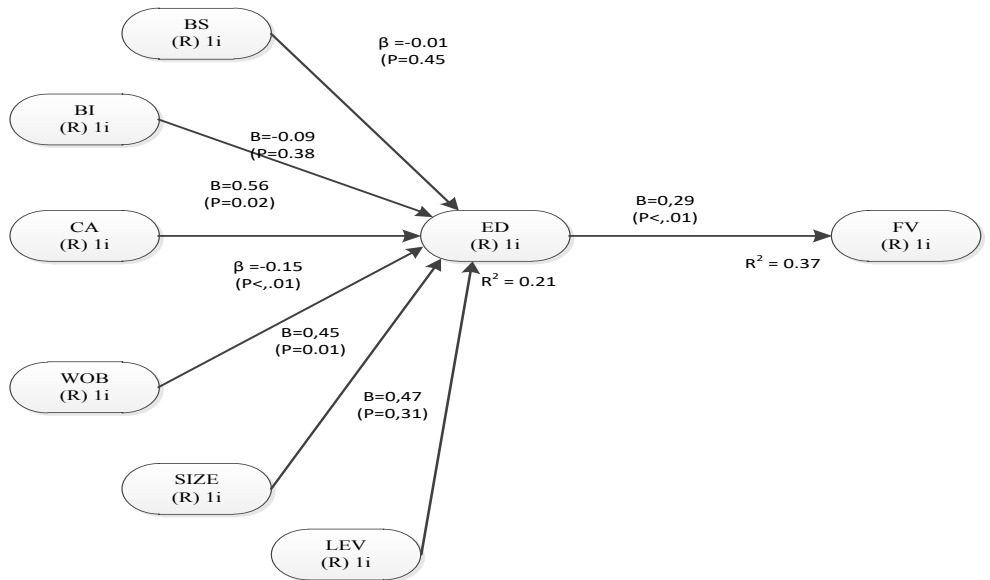 BS
(R) 1i
β =-0.01
(P=0.45
BI
(R) 1i
B=-0.09
(P=0.38
B=0.56
(P=0.02)
CA
(R) 1i
ED
(R) 1i
B=0,29
(P<,.01)
FV
(R) 1i
R² = 0.37
R² = 0.21
β =-0.15
(P<,.01)
B=0,45
(P=0.01)
WOB
(R) 1i
B=0,47
(P=0,31)
SIZE
(R) 1i
LEV
(R) 1i